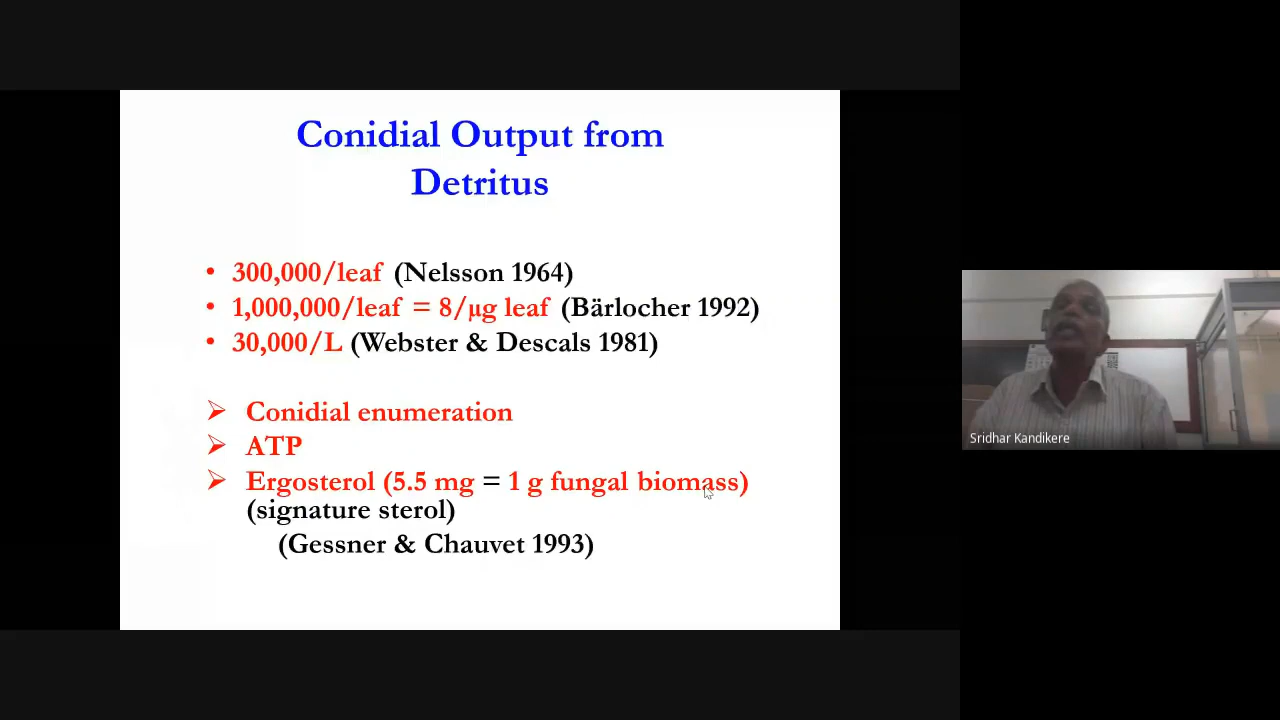 Conidial Output from
Detritus
• 300,000/leaf (Nelsson 1964)
• 1,000,000/leaf = 8/µg leaf (Bärlocher 1992)
• 30,000/L (Webster & Descals 1981)
➢ Conidial enumeration
➢ ATP
➢ Ergosterol (5.5 mg = 1 g fungal biomass)
(signature sterol)
(Gessner & Chauvet 1993)
Sridhar Kandikere